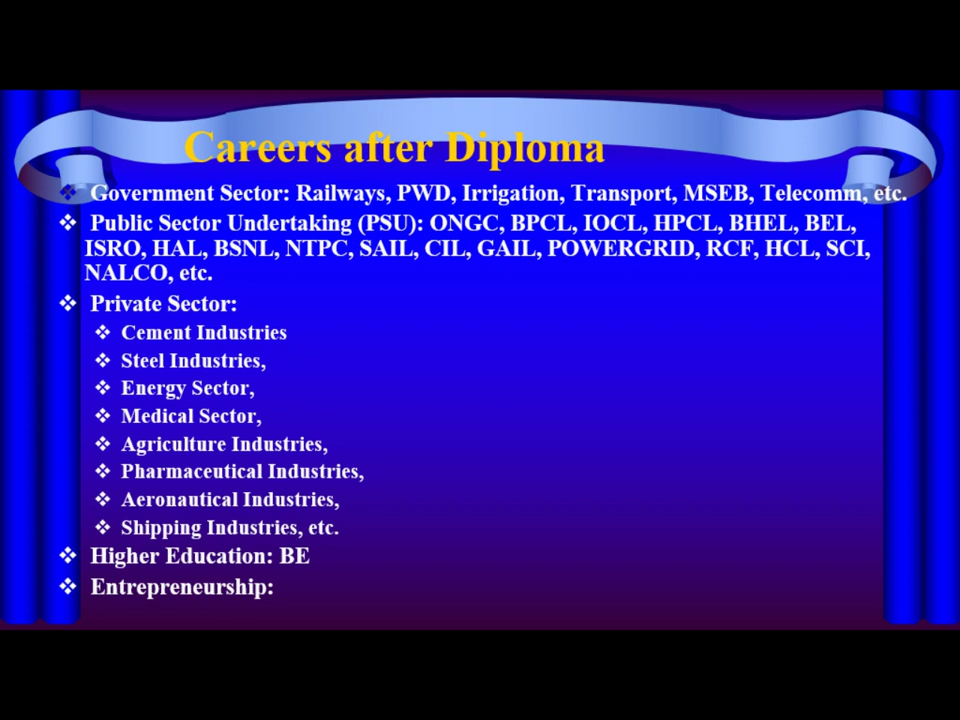 Careers after Diploma
Government Sector: Railways, PWD, Irrigation, Transport, MSEB, Telecomm, etc.
Public Sector Undertaking (PSU): ONGC, BPCL, IOCL, HPCL, BHEL, BEL,
ISRO, HAL, BSNL, NTPC, SAIL, CIL, GAIL, POWERGRID, RCF, HCL, SCI,
NALCO, etc.
Private Sector:
Cement Industries
Steel Industries,
Energy Sector,
Medical Sector,
Agriculture Industries,
Pharmaceutical Industries,
Aeronautical Industries,
Shipping Industries, etc.
Higher Education: BE
Entrepreneurship: